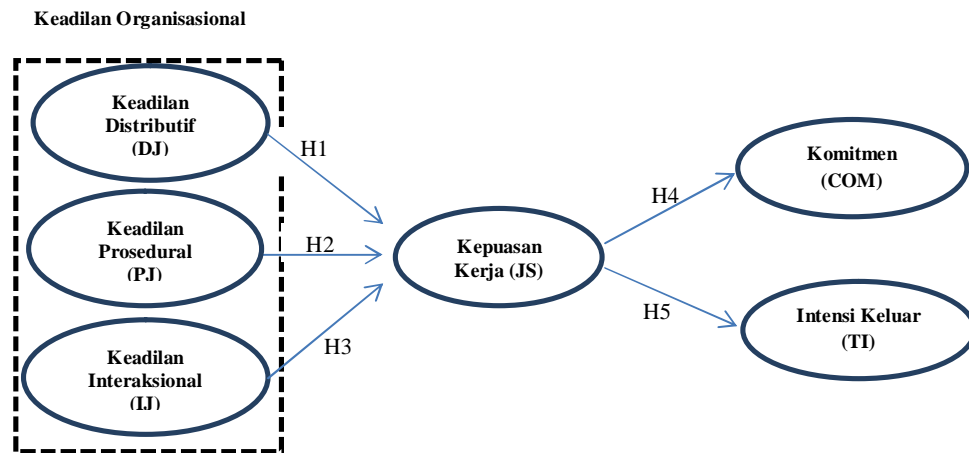 Keadilan Organisasional
Keadilan
Distributif
(DJ)
H1
Keadilan
Prosedural
(PJ)
H2
Keadilan
Interaksional
(IJ)
H3
Kepuasan
Kerja (JS)
H4
Komitmen
(COM)
H5
Intensi Keluar
(TI)